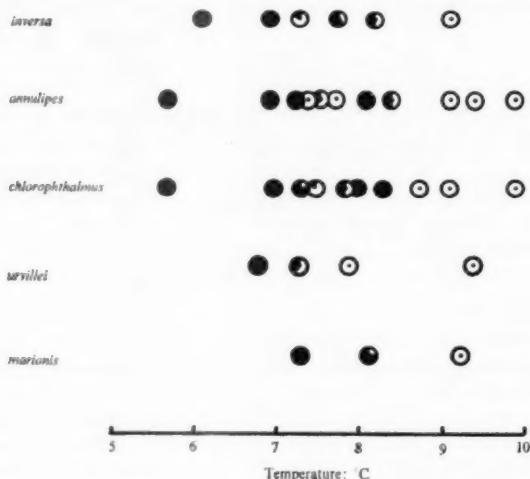 inversa
annulipes
chlorophthalmus
urvillei
marionis
5 6 7 8 9 10
Temperature: °C